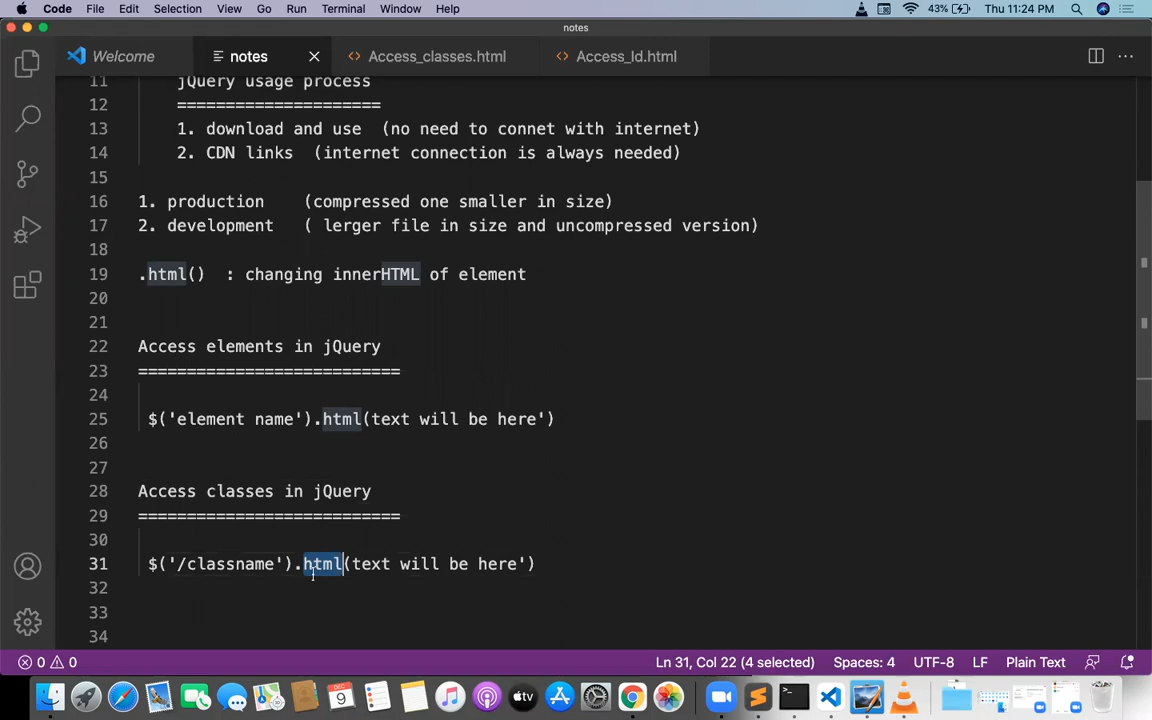 Code File Edit Selection View Go Run Terminal Window Help 43% Thu 11:24 PM
notes
Welcome notes Access_classes.html Access_Id.html
11 jQuery usage process
12 =====================
13 1. download and use (no need to connet with internet)
14 2. CDN links (internet connection is always needed)
15
16 1. production (compressed one smaller in size)
17 2. development ( lerger file in size and uncompressed version)
18
19 .html() : changing innerHTML of element
20
21
22 Access elements in jQuery
23 ===========================
24
25 $('element name').html(text will be here')
26
27
28 Access classes in jQuery
29 ===========================
30
31 $('/classname').html(text will be here')
32
33
34
0 0 Ln 31, Col 22 (4 selected) Spaces: 4 UTF-8 LF Plain Text